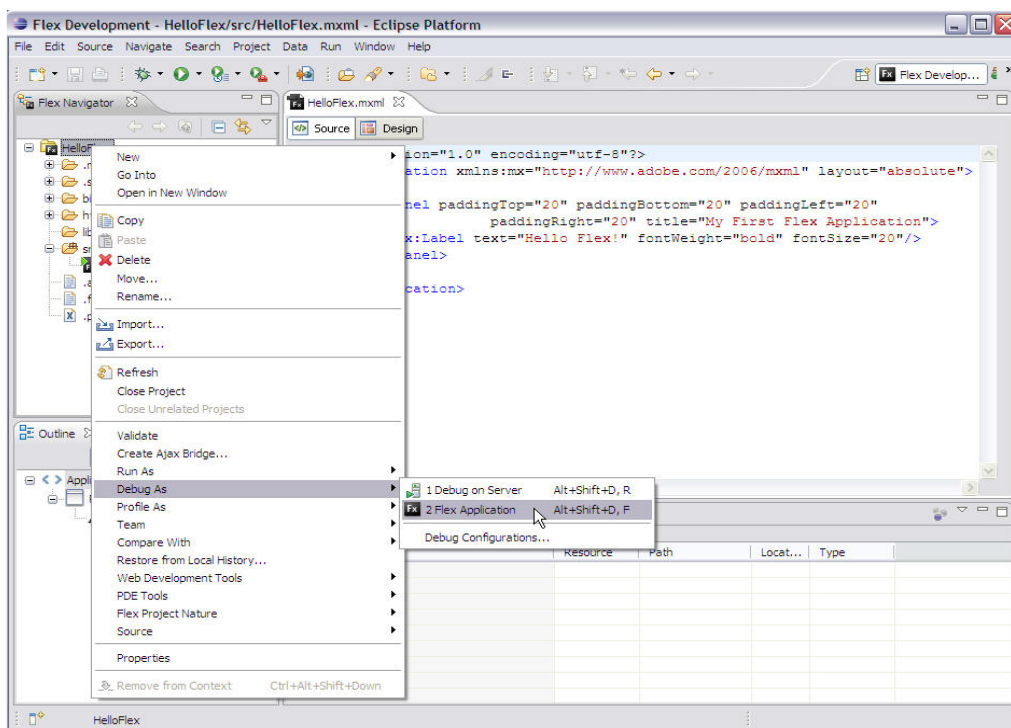 Flex Development - HelloFlex/src/HelloFlex.mxml - Eclipse Platform
File Edit Source Navigate Search Project Data Run Window Help
Fx Flex Develop...
Flex Navigator
HelloFlex.mxml
Source Design
HelloF
New
Go Into
Open in New Window
Copy
Paste
Delete
Move...
Rename...
Import...
Export...
Refresh
Close Project
Close Unrelated Projects
Validate
Create Ajax Bridge...
Run As
Debug As
Profile As
Team
Compare With
Restore from Local History...
Web Development Tools
PDE Tools
Flex Project Nature
Source
Properties
Remove from Context Ctrl+Alt+Shift+Down
ion="1.0" encoding="utf-8"?>
ation xmlns:mx="http://www.adobe.com/2006/mxml" layout="absolute">
nel paddingTop="20" paddingBottom="20" paddingLeft="20"
paddingRight="20" title="My First Flex Application">
x:Label text="Hello Flex!" fontWeight="bold" fontSize="20"/>
anel>
cation>
1 Debug on Server Alt+Shift+D, R
Fx 2 Flex Application Alt+Shift+D, F
Debug Configurations...
Outline
Appli
Resource Path Locat... Type
HelloFlex